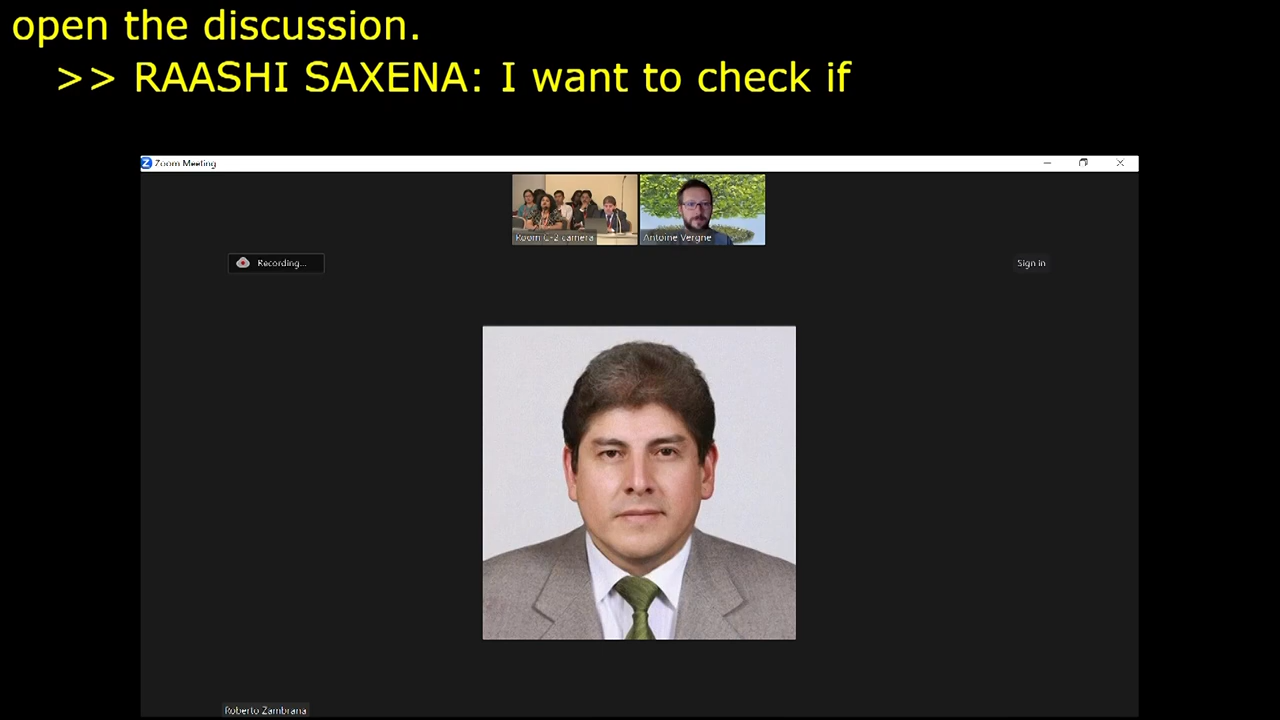 open the discussion.
>> RAASHI SAXENA: I want to check if
Zoom Meeting
Room C-2 camera
Antoine Vergne
Recording...
Sign in
Roberto Zambrana